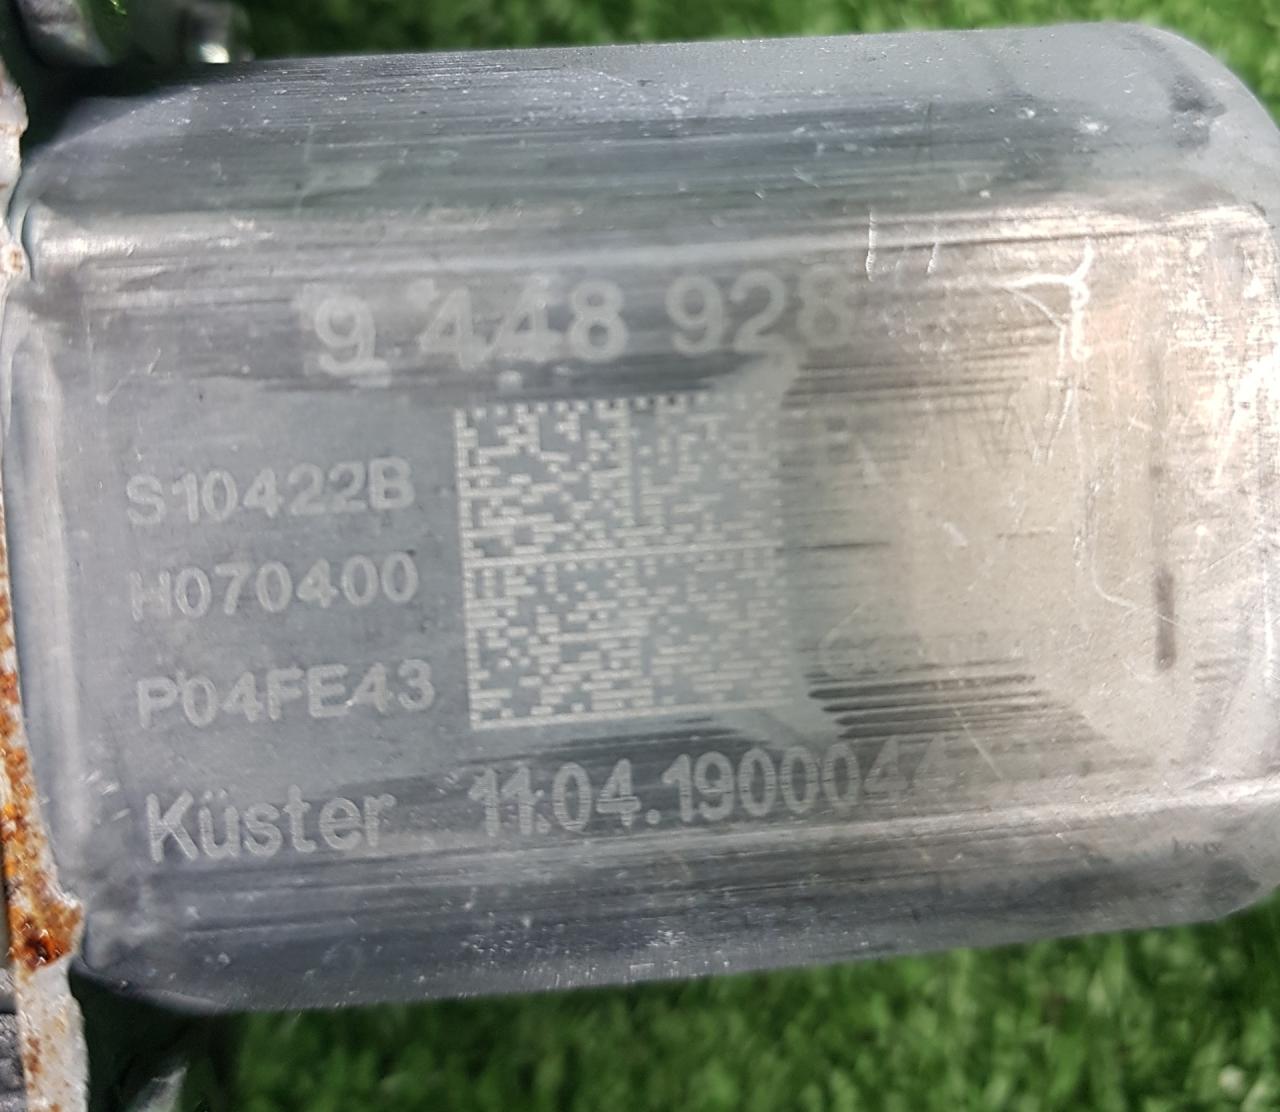 9 448 928
S10422B
H070400
P04FE43
Küster 11.04.1900044